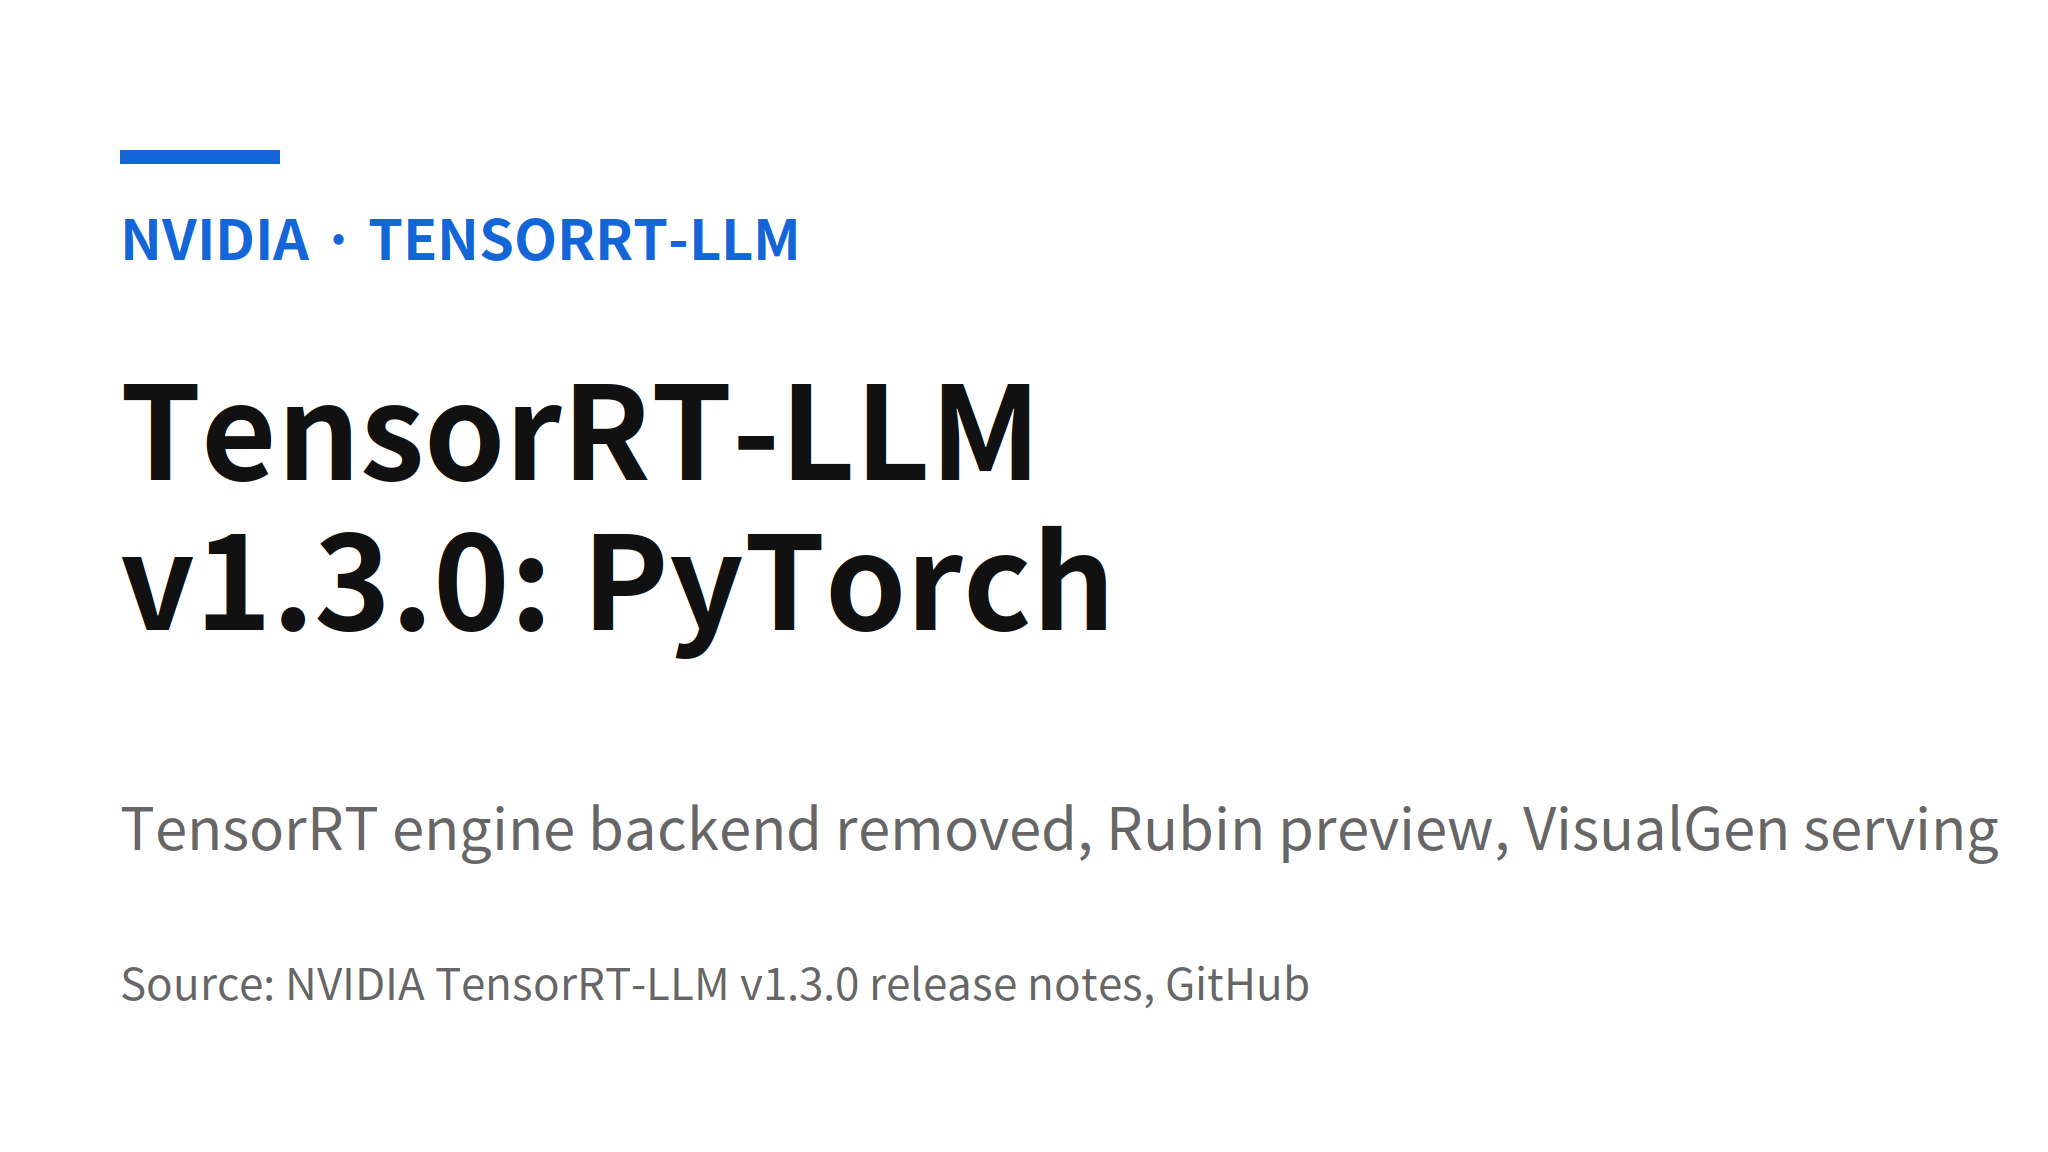 NVIDIA · TENSORRT-LLM
TensorRT-LLM
v1.3.0: PyTorch
TensorRT engine backend removed, Rubin preview, VisualGen serving
Source: NVIDIA TensorRT-LLM v1.3.0 release notes, GitHub